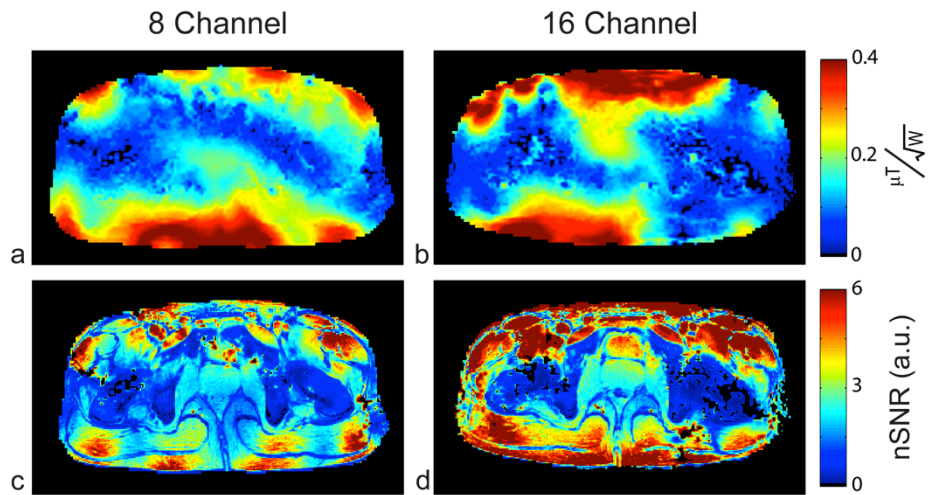 8 Channel
16 Channel
a
b
0.4
0.2
0
μT/√W
c
d
6
3
0
nSNR (a.u.)